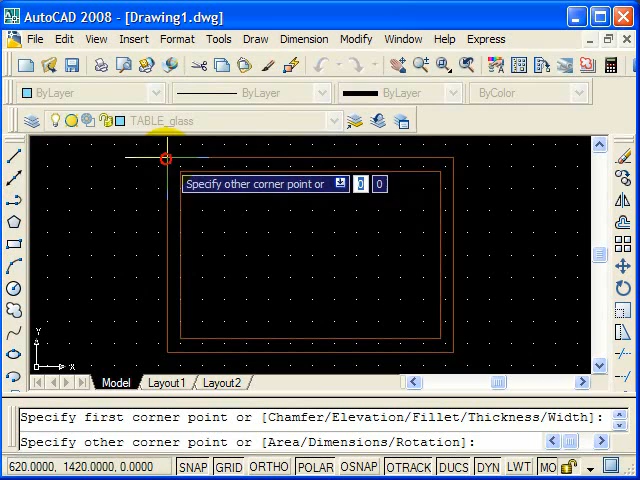 AutoCAD 2008 - [Drawing1.dwg]
File Edit View Insert Format Tools Draw Dimension Modify Window Help Express
ByLayer ByLayer ByLayer ByColor
TABLE_glass
Specify other corner point or 0 0
Y
X
Model Layout1 Layout2
Specify first corner point or [Chamfer/Elevation/Fillet/Thickness/Width]:
Specify other corner point or [Area/Dimensions/Rotation]:
620.0000, 1420.0000, 0.0000 SNAP GRID ORTHO POLAR OSNAP OTRACK DUCS DYN LWT MO